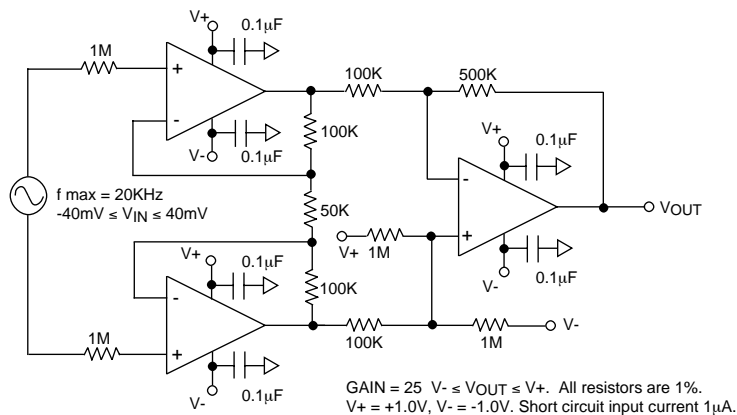 V+
0.1µF
1M
+
-
100K
500K
0.1µF
V-
100K
V+
0.1µF
-
+
VOUT
f max = 20KHz
-40mV ≤ VIN ≤ 40mV
50K
V+
1M
0.1µF
V-
V+
0.1µF
-
+
100K
1M
100K
1M
V-
0.1µF
V-
GAIN = 25 V- ≤ VOUT ≤ V+. All resistors are 1%.
V+ = +1.0V, V- = -1.0V. Short circuit input current 1µA.